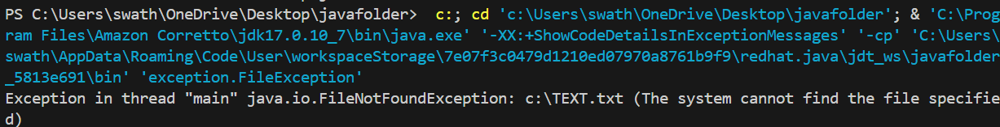 PS C:\Users\swath\OneDrive\Desktop\javafolder>  c:; cd 'c:\Users\swath\OneDrive\Desktop\javafolder'; & 'C:\Prog
ram Files\Amazon Corretto\jdk17.0.10_7\bin\java.exe' '-XX:+ShowCodeDetailsInExceptionMessages' '-cp' 'C:\Users\
swath\AppData\Roaming\Code\User\workspaceStorage\7e07f3c0479d1210ed07970a8761b9f9\redhat.java\jdt_ws\javafolder
_5813e691\bin' 'exception.FileException'
Exception in thread "main" java.io.FileNotFoundException: c:\TEXT.txt (The system cannot find the file specifie
d)